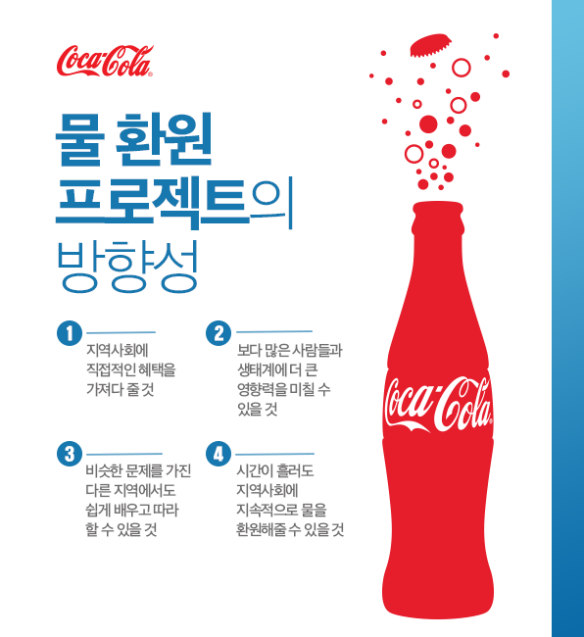 Coca-Cola
물 환원
프로젝트의
방향성
1
지역사회에
직접적인 혜택을
가져다 줄 것
2
보다 많은 사람들과
생태계에 더 큰
영향력을 미칠 수
있을 것
3
비슷한 문제를 가진
다른 지역에서도
쉽게 배우고 따라
할 수 있을 것
4
시간이 흘러도
지역사회에
지속적으로 물을
환원해줄 수 있을 것
Coca-Cola